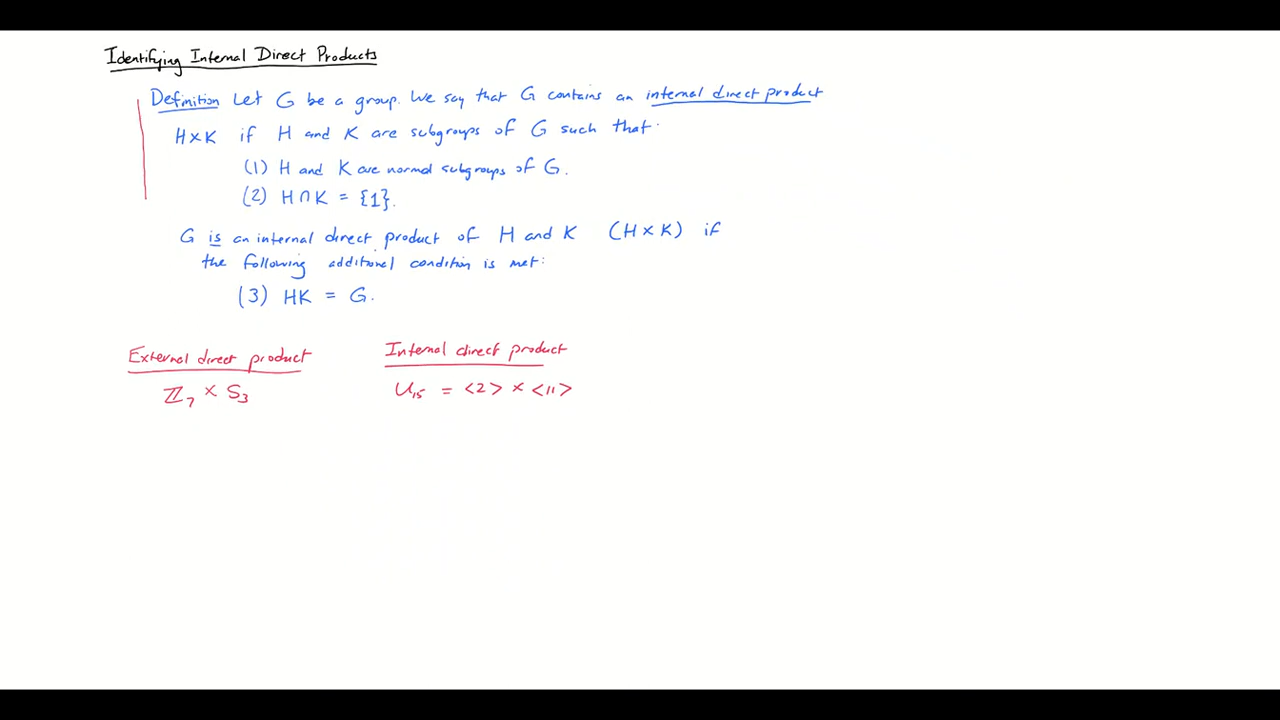 Identifying Internal Direct Products
Definition Let G be a group. We say that G contains an internal direct product
H×K if H and K are subgroups of G such that:
(1) H and K are normal subgroups of G.
(2) H∩K = {1}.
G is an internal direct product of H and K (H×K) if
the following additional condition is met:
(3) HK = G.
External direct product Internal direct product
ℤ₇ × S₃ U₁₅ = <2> × <11>